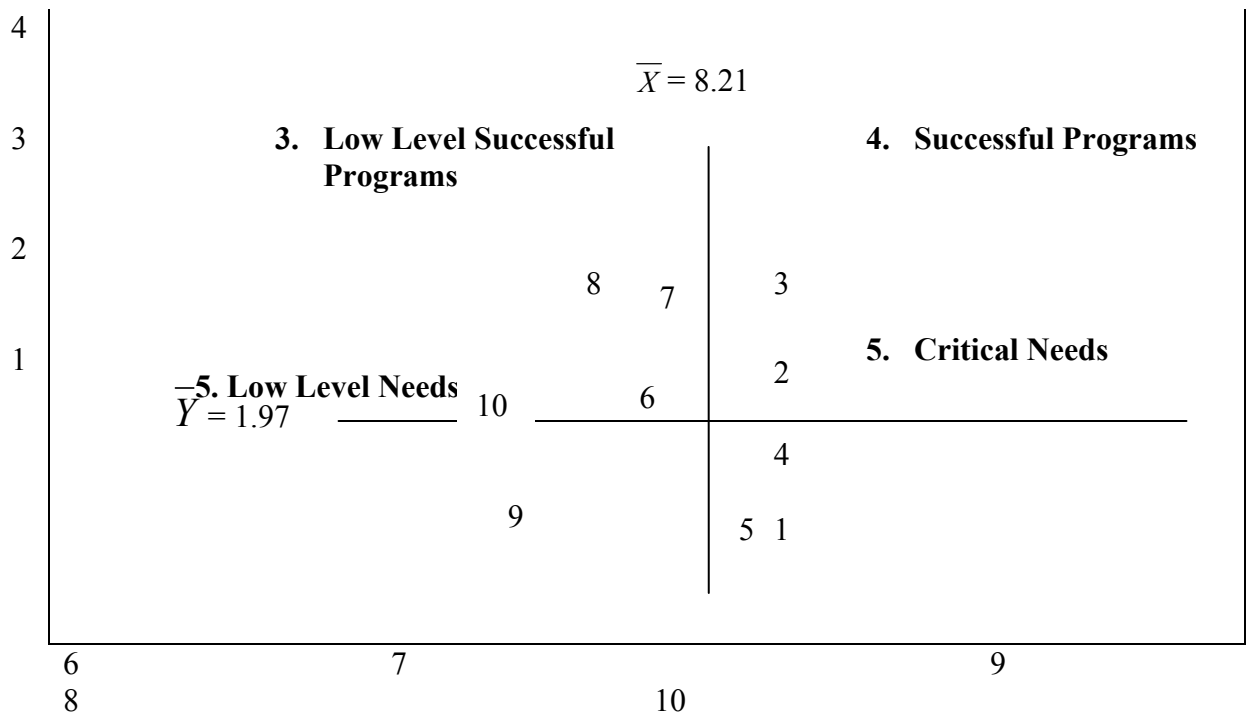 4
X = 8.21
3 3. Low Level Successful 4. Successful Programs
Programs
2
8 7 3
1 5. Critical Needs
2
5. Low Level Needs
Y = 1.97 10 6
4
9
5 1
6 7 9
8 10